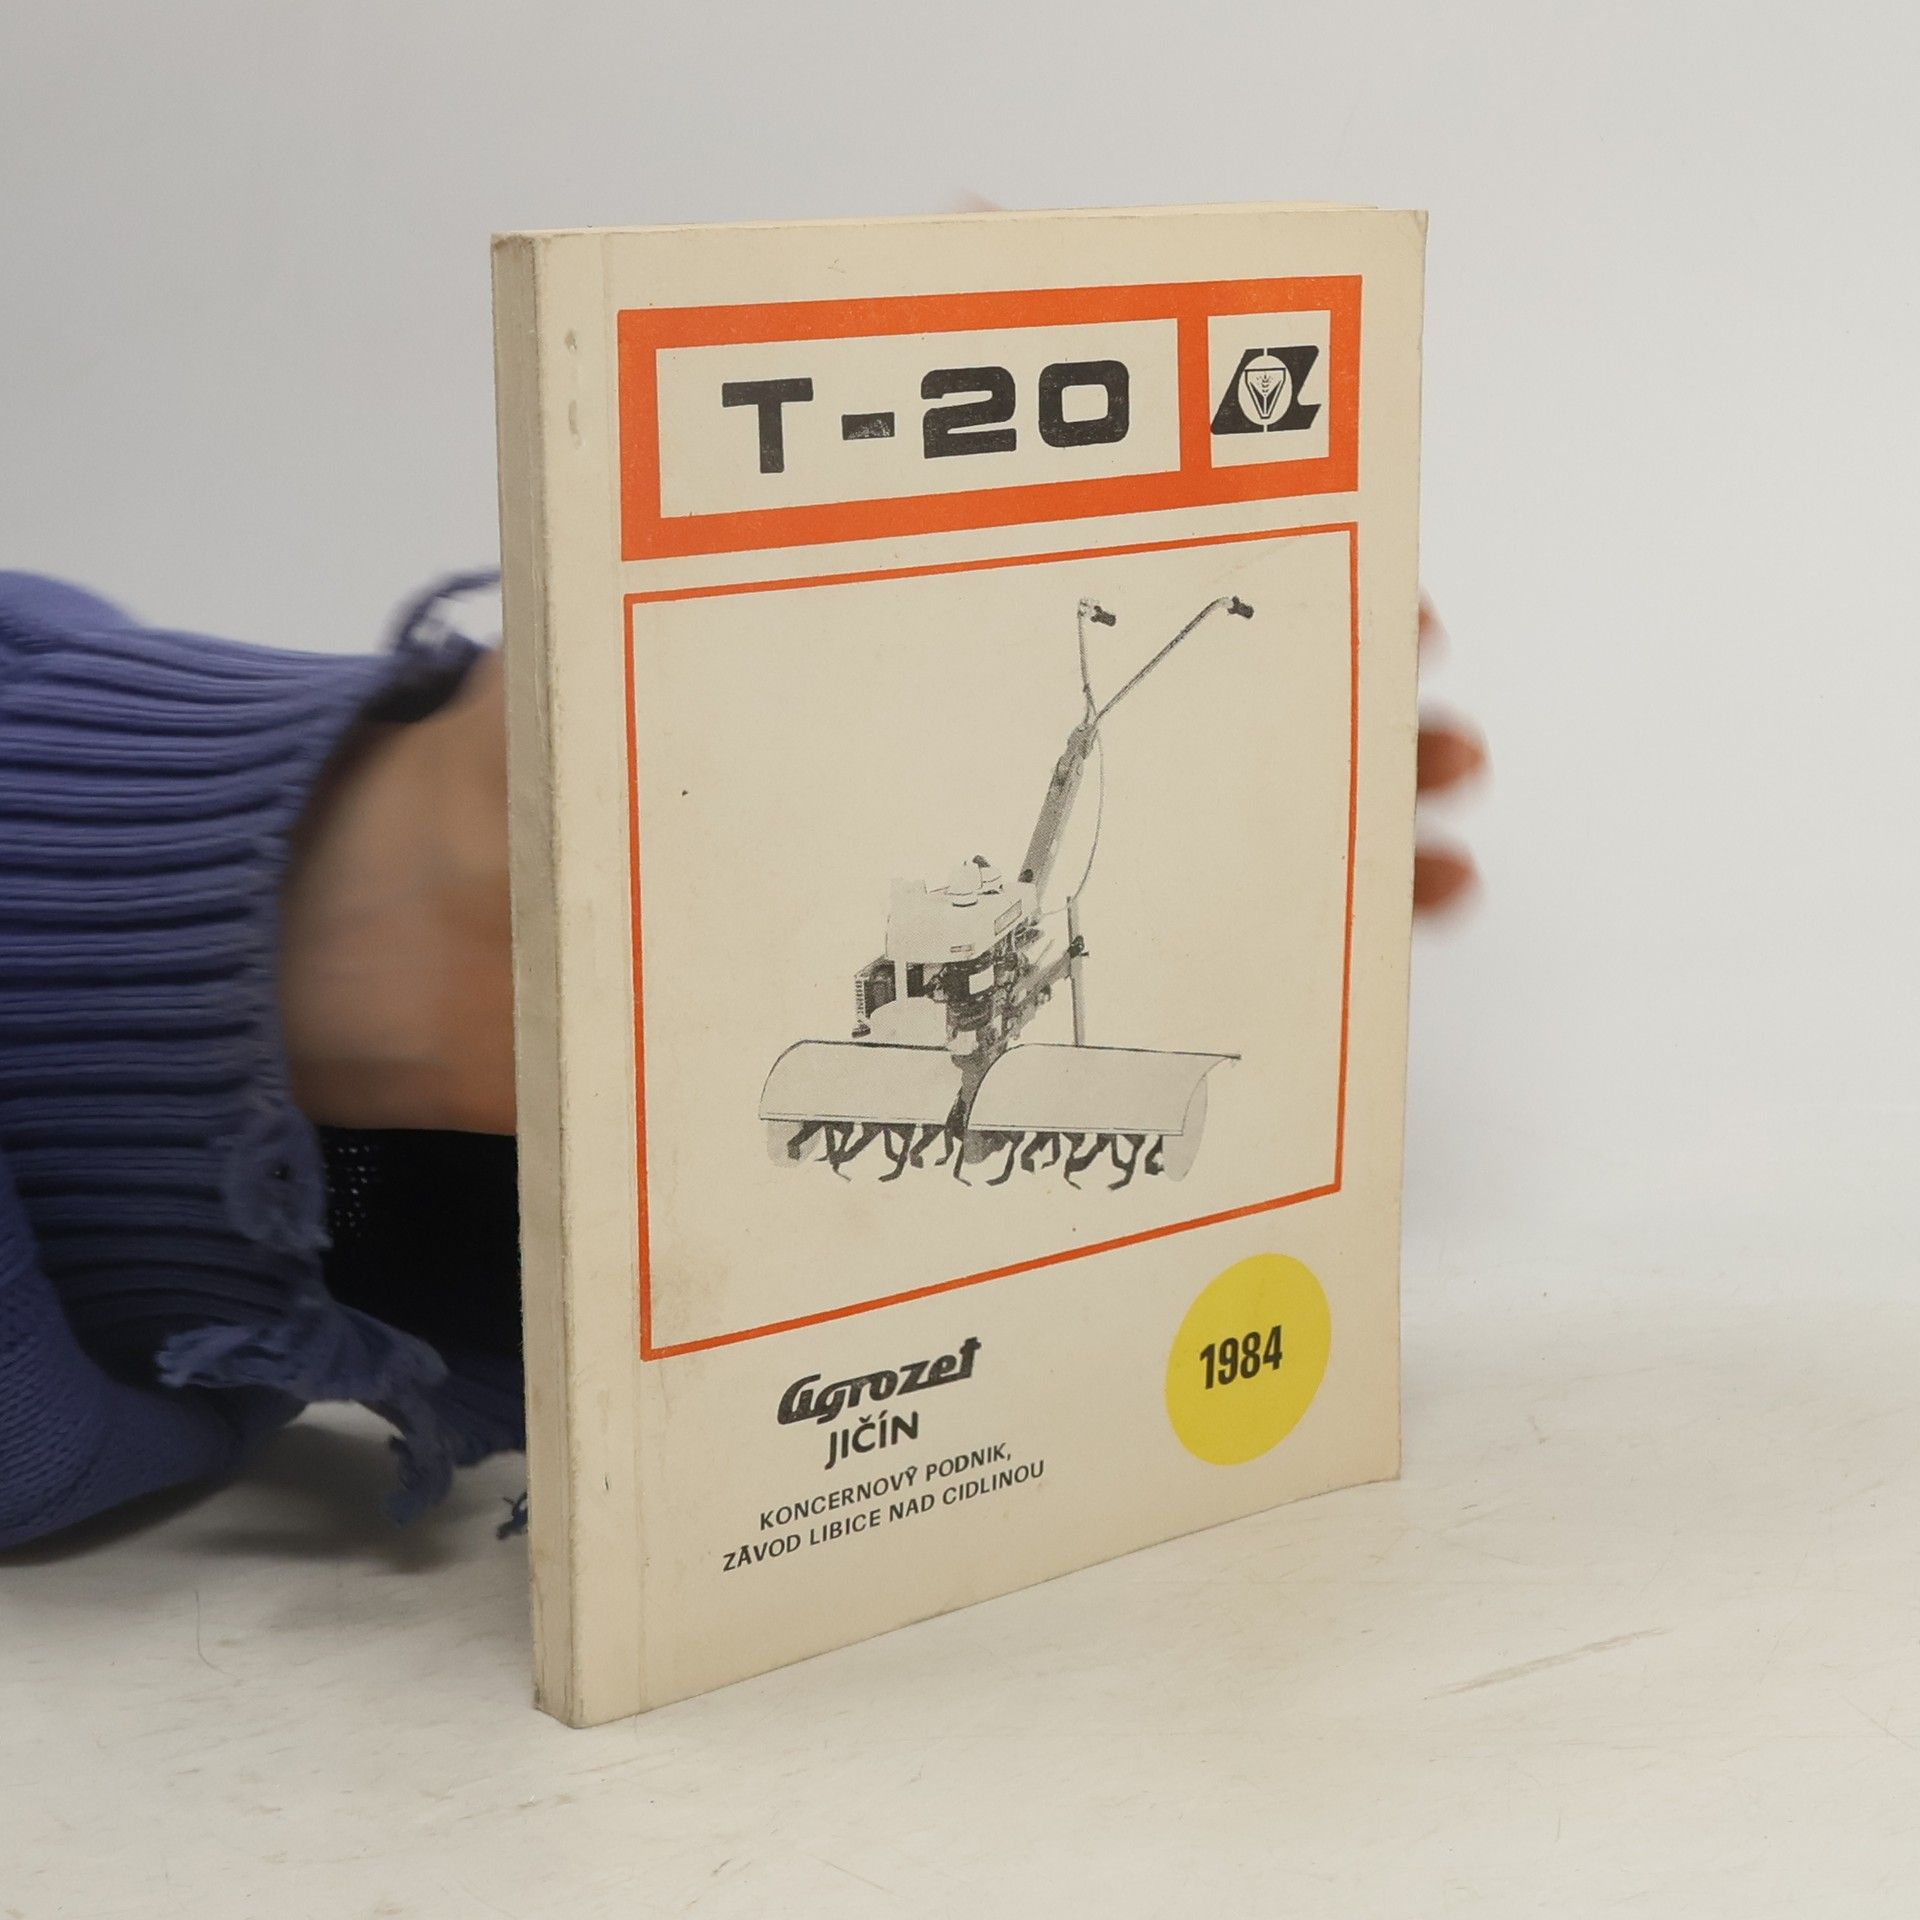 T-20
Agrozet
JIČÍN
KONCERNOVÝ PODNIK,
ZÁVOD LIBICE NAD CIDLINOU
1984